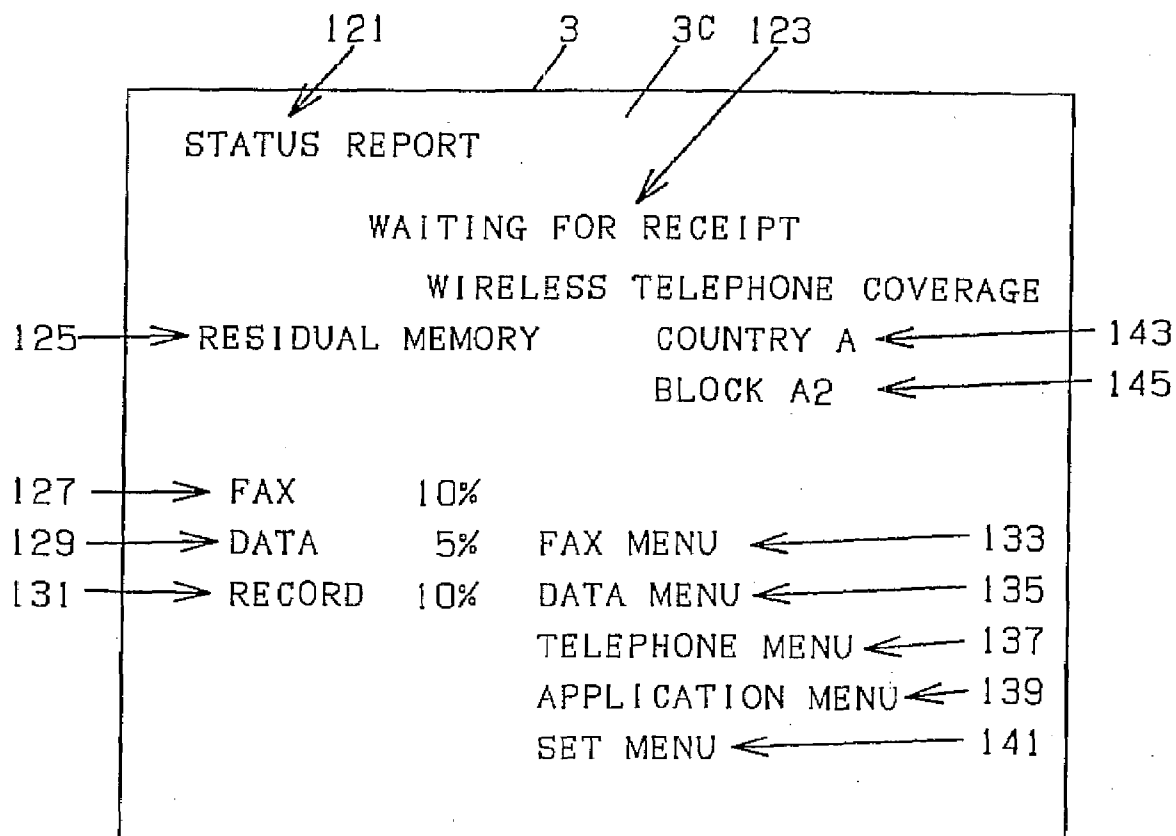 121 3 3C 123
STATUS REPORT
WAITING FOR RECEIPT
WIRELESS TELEPHONE COVERAGE
125 RESIDUAL MEMORY COUNTRY A 143
BLOCK A2 145
127 FAX 10%
129 DATA 5% FAX MENU 133
131 RECORD 10% DATA MENU 135
TELEPHONE MENU 137
APPLICATION MENU 139
SET MENU 141